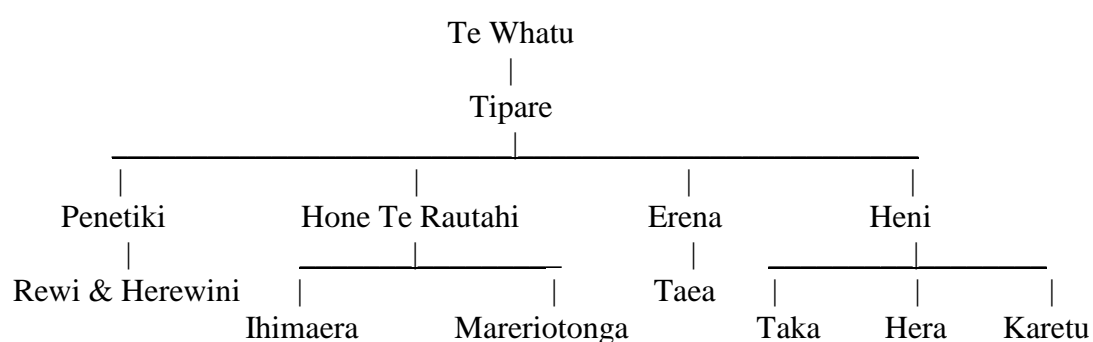 Te Whatu
Tipare
Penetiki Hone Te Rautahi Erena Heni
Rewi & Herewini Taea
Ihimaera Mareriotonga Taka Hera Karetu